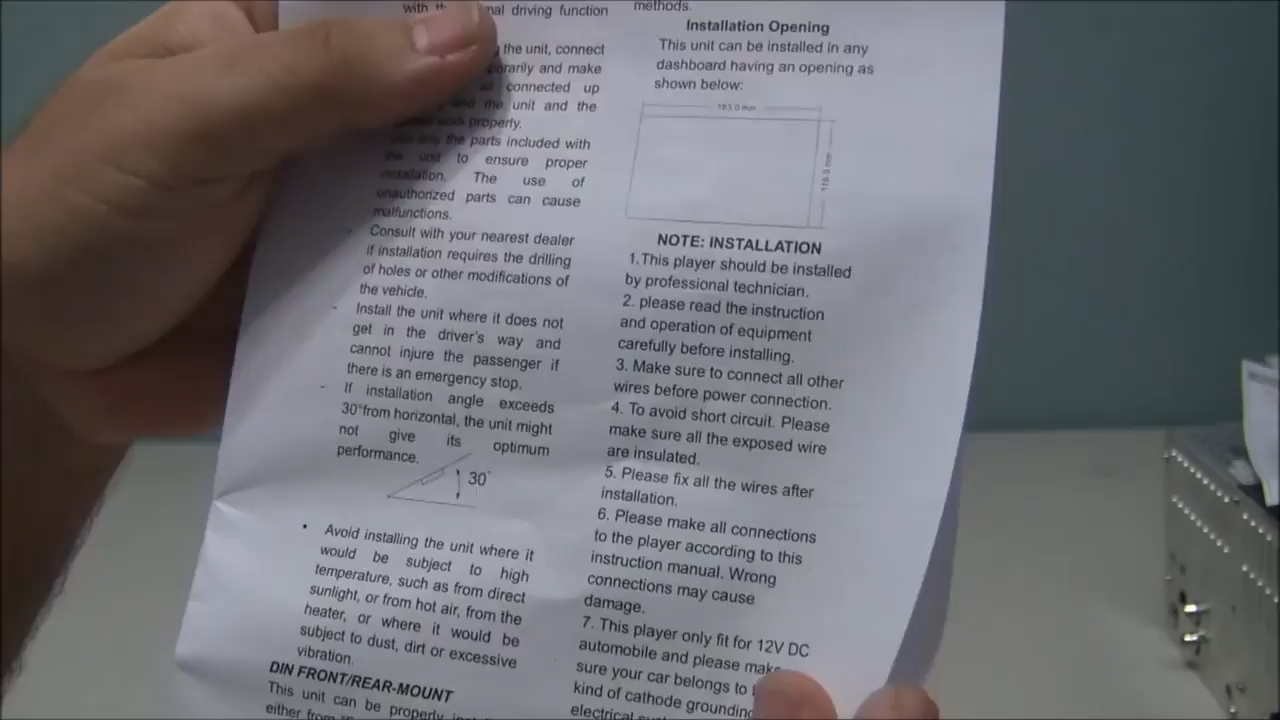 with nal driving function
the unit, connect
orarily and make
connected up
the unit and the
work properly.
the parts included with
the unit to ensure proper
installation. The use of
unauthorized parts can cause
malfunctions.
- Consult with your nearest dealer
if installation requires the drilling
of holes or other modifications of
the vehicle.
- Install the unit where it does not
get in the driver's way and
cannot injure the passenger if
there is an emergency stop.
- If installation angle exceeds
30°from horizontal, the unit might
not give its optimum
performance.
30°
• Avoid installing the unit where it
would be subject to high
temperature, such as from direct
sunlight, or from hot air, from the
heater, or where it would be
subject to dust, dirt or excessive
vibration.
DIN FRONT/REAR-MOUNT
This unit can be properly
either from
methods.
Installation Opening
This unit can be installed in any
dashboard having an opening as
shown below:
NOTE: INSTALLATION
1.This player should be installed
by professional technician.
2. please read the instruction
and operation of equipment
carefully before installing.
3. Make sure to connect all other
wires before power connection.
4. To avoid short circuit. Please
make sure all the exposed wire
are insulated.
5. Please fix all the wires after
installation.
6. Please make all connections
to the player according to this
instruction manual. Wrong
connections may cause
damage.
7. This player only fit for 12V DC
automobile and please make
sure your car belongs to
kind of cathode grounding
electrical